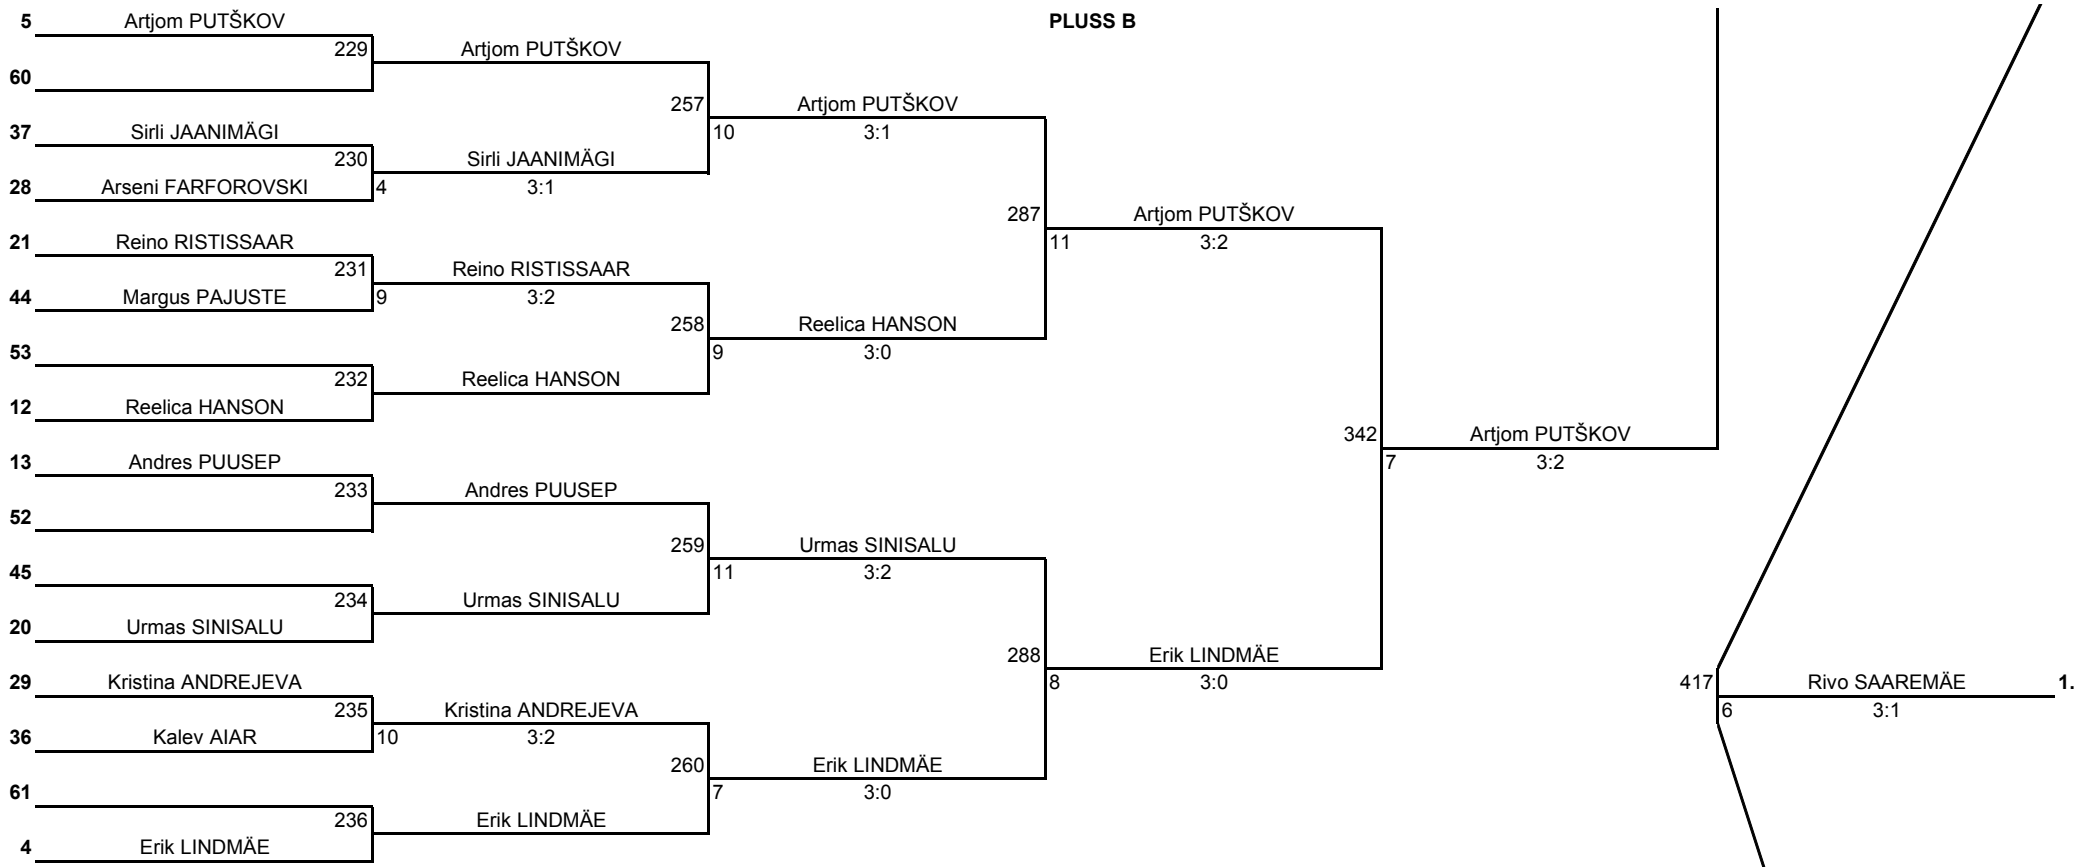 PLUSS B
5 Artjom PUTŠKOV
229 Artjom PUTŠKOV
60
257 Artjom PUTŠKOV
37 Sirli JAANIMÄGI 10 3:1
230 Sirli JAANIMÄGI
28 Arseni FARFOROVSKI 4 3:1
287 Artjom PUTŠKOV
21 Reino RISTISSAAR 11 3:2
231 Reino RISTISSAAR
44 Margus PAJUSTE 9 3:2
258 Reelica HANSON
53 9 3:0
232 Reelica HANSON
12 Reelica HANSON
342 Artjom PUTŠKOV
13 Andres PUUSEP 7 3:2
233 Andres PUUSEP
52
259 Urmas SINISALU
45 11 3:2
234 Urmas SINISALU
20 Urmas SINISALU
288 Erik LINDMÄE
29 Kristina ANDREJEVA 8 3:0 417 Rivo SAAREMÄE 1.
235 Kristina ANDREJEVA 6 3:1
36 Kalev AIAR 10 3:2
260 Erik LINDMÄE
61 7 3:0
236 Erik LINDMÄE
4 Erik LINDMÄE